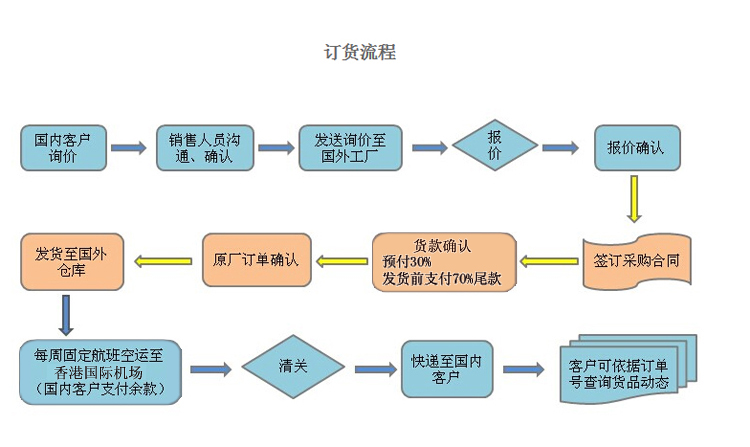 订货流程
国内客户
询价
销售人员沟
通、确认
发送询价至
国外工厂
报
价
报价确认
签订采购合同
货款确认
预付30%
发货前支付70%尾款
原厂订单确认
发货至国外
仓库
每周固定航班空运至
香港国际机场
（国内客户支付余款）
清关
快递至国内
客户
客户可依据订单
号查询货品动态